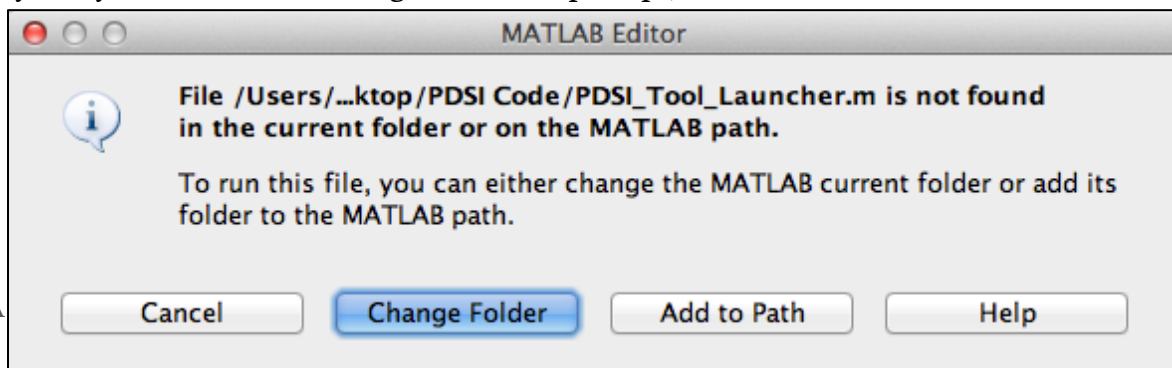 MATLAB Editor
File /Users/...ktop/PDSI Code/PDSI_Tool_Launcher.m is not found
in the current folder or on the MATLAB path.
To run this file, you can either change the MATLAB current folder or add its
folder to the MATLAB path.
Cancel Change Folder Add to Path Help